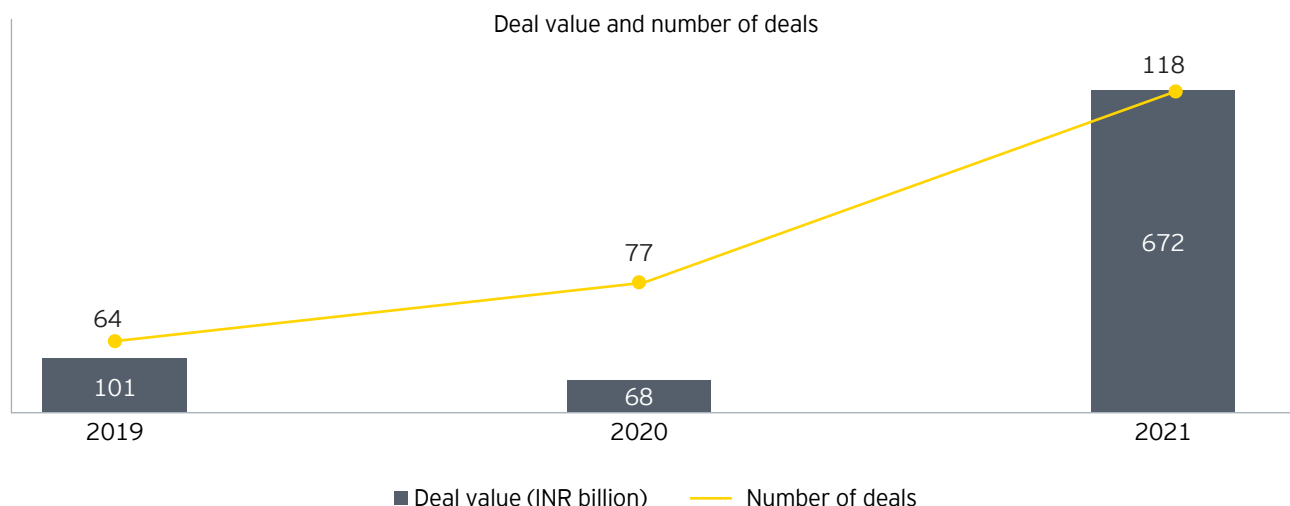 Deal value and number of deals
118
77
64
672
101
68
2019 2020 2021
Deal value (INR billion) Number of deals